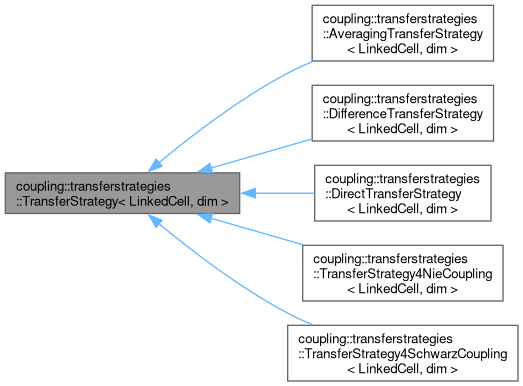 coupling::transferstrategies
::AveragingTransferStrategy
< LinkedCell, dim >
coupling::transferstrategies
::DifferenceTransferStrategy
< LinkedCell, dim >
coupling::transferstrategies
::TransferStrategy< LinkedCell, dim >
coupling::transferstrategies
::DirectTransferStrategy
< LinkedCell, dim >
coupling::transferstrategies
::TransferStrategy4NieCoupling
< LinkedCell, dim >
coupling::transferstrategies
::TransferStrategy4SchwarzCoupling
< LinkedCell, dim >